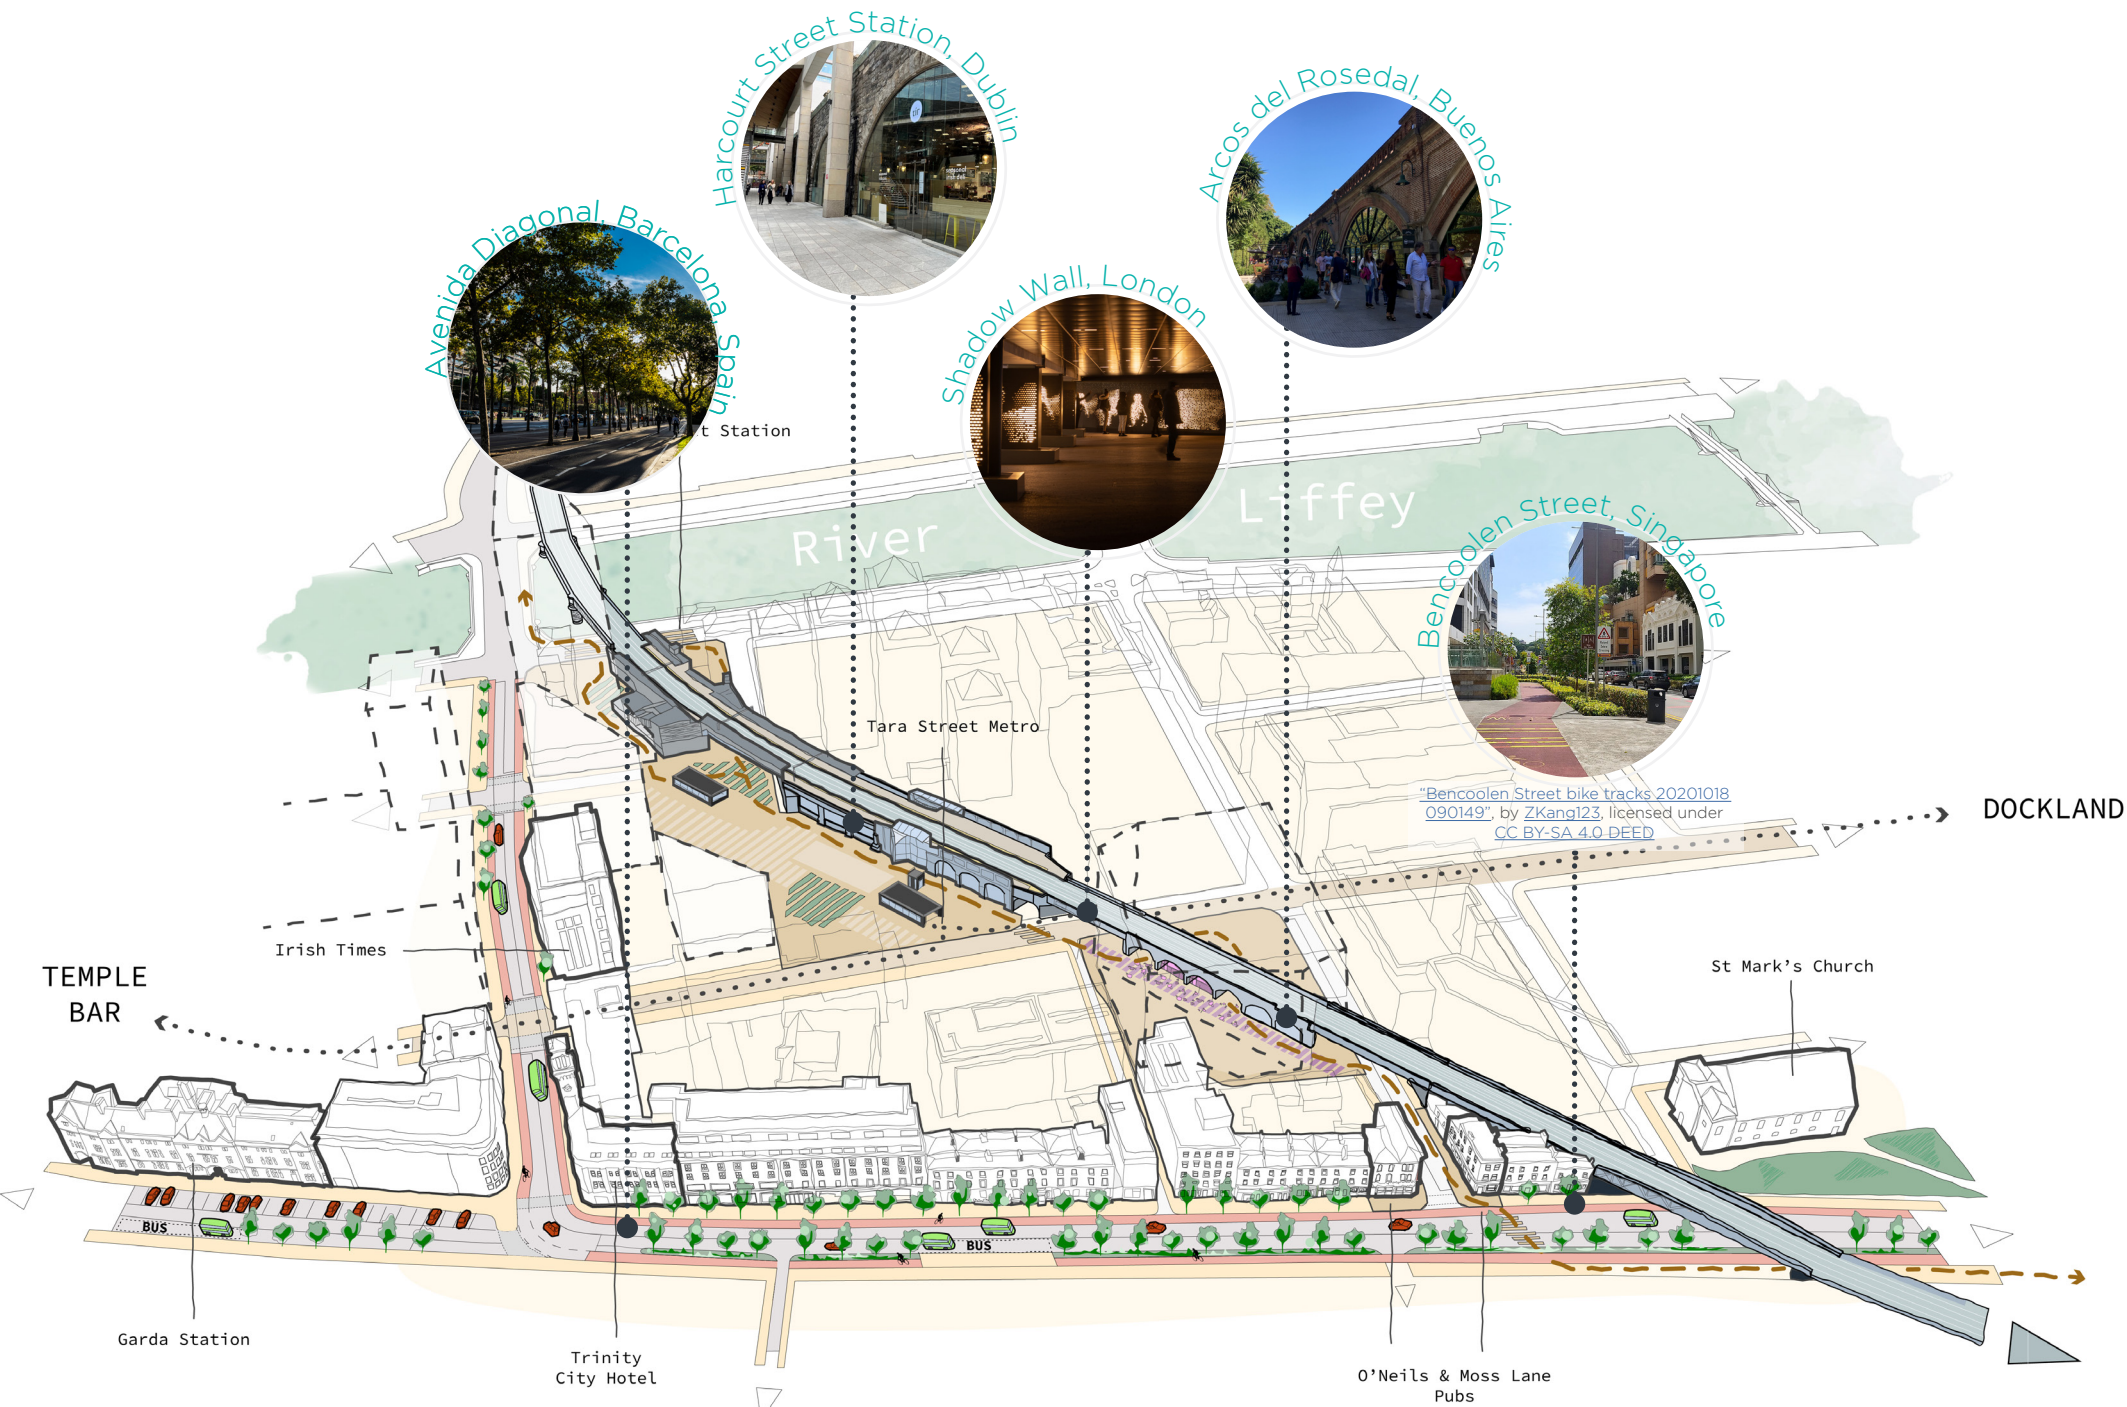 Harcourt Street Station, Dublin
Arcos del Rosedal, Buenos Aires
Avenida Diagonal, Barcelona, Spain
Shadow Wall, London
t Station
River Liffey
Bencoolen Street, Singapore
Tara Street Metro
"Bencoolen Street bike tracks 20201018
090149", by ZKang123, licensed under
CC BY-SA 4.0 DEED
DOCKLAND
Irish Times
St Mark's Church
TEMPLE
BAR
BUS
BUS
Garda Station
Trinity
City Hotel
O'Neils & Moss Lane
Pubs